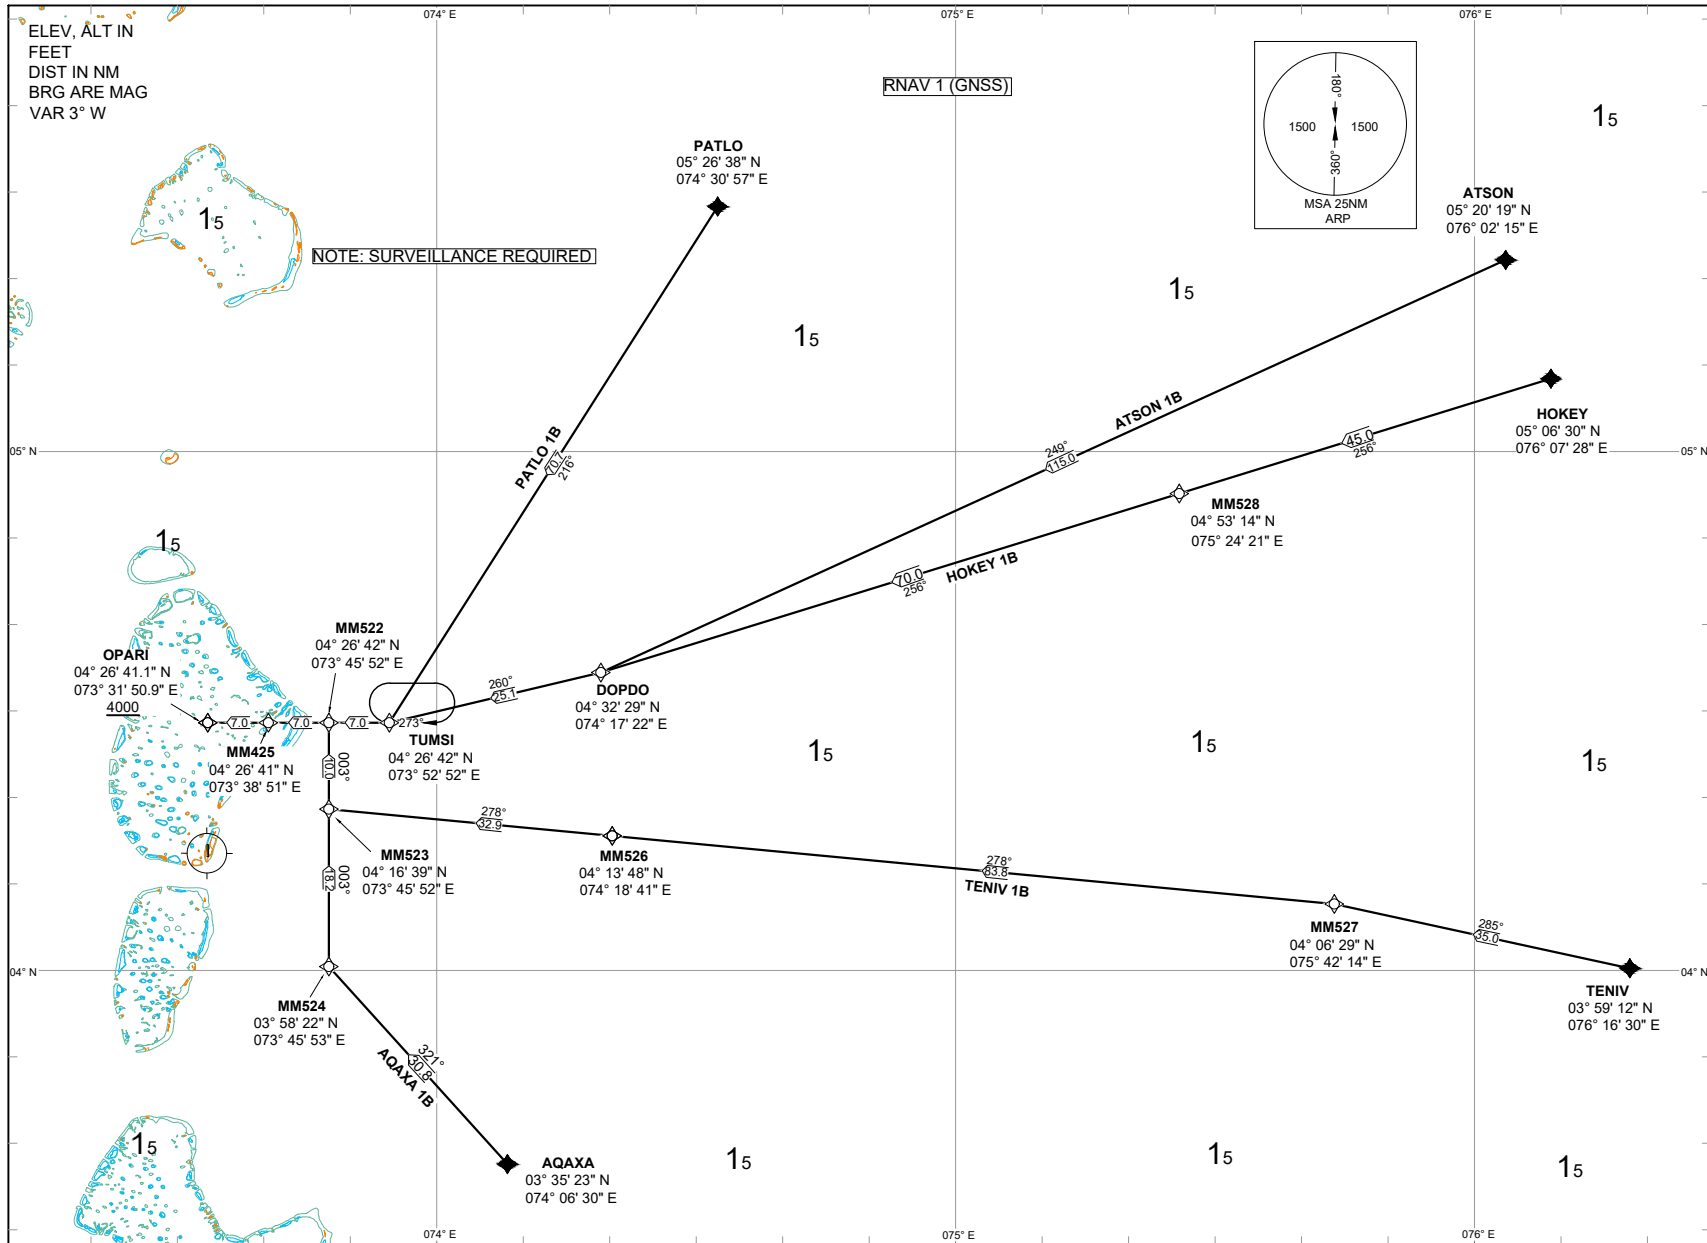 074° E
075° E
076° E
ELEV, ALT IN
FEET
DIST IN NM
BRG ARE MAG
VAR 3° W
RNAV 1 (GNSS)
180°
1500
1500
360°
MSA 25NM
ARP
15
PATLO
05° 26' 38" N
074° 30' 57" E
ATSON
05° 20' 19" N
076° 02' 15" E
15
NOTE: SURVEILLANCE REQUIRED
15
15
PATLO 1B
70.7
216°
ATSON 1B
249°
115.0
HOKEY
05° 06' 30" N
076° 07' 28" E
45.0
256°
05° N
05° N
MM528
04° 53' 14" N
075° 24' 21" E
70.0
256°
HOKEY 1B
15
MM522
04° 26' 42" N
073° 45' 52" E
OPARI
04° 26' 41.1" N
073° 31' 50.9" E
4000
7.0
7.0
7.0
273°
260°
25.1
DOPDO
04° 32' 29" N
074° 17' 22" E
TUMSI
04° 26' 42" N
073° 52' 52" E
MM425
04° 26' 41" N
073° 38' 51" E
003°
10.0
15
15
15
278°
32.9
MM523
04° 16' 39" N
073° 45' 52" E
MM526
04° 13' 48" N
074° 18' 41" E
003°
18.2
278°
83.8
TENIV 1B
MM527
04° 06' 29" N
075° 42' 14" E
285°
35.0
04° N
04° N
TENIV
03° 59' 12" N
076° 16' 30" E
MM524
03° 58' 22" N
073° 45' 53" E
321°
30.8
AQAXA 1B
AQAXA
03° 35' 23" N
074° 06' 30" E
15
15
15
15
074° E
075° E
076° E